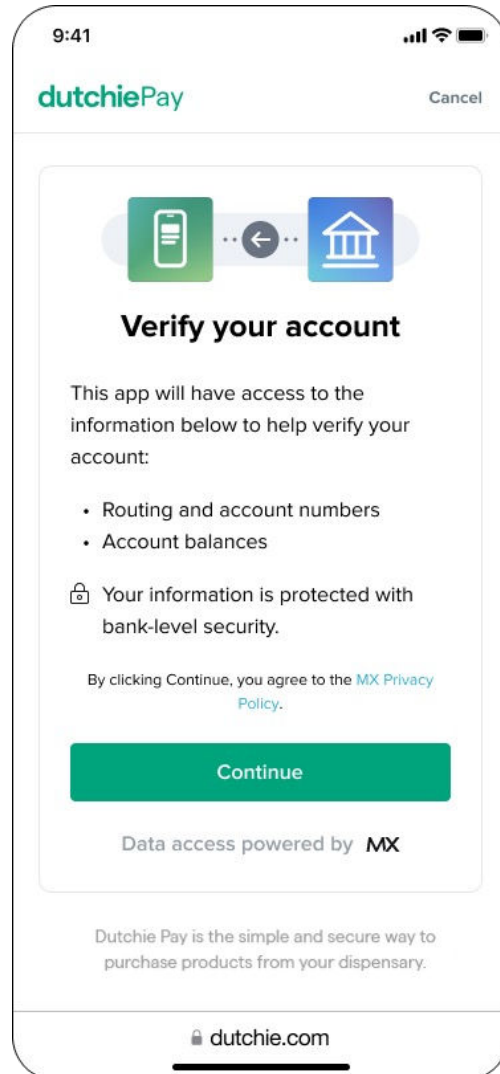 9:41
dutchiePay
Cancel
Verify your account
This app will have access to the
information below to help verify your
account:
• Routing and account numbers
• Account balances
Your information is protected with
bank-level security.
By clicking Continue, you agree to the MX Privacy
Policy.
Continue
Data access powered by MX
Dutchie Pay is the simple and secure way to
purchase products from your dispensary.
dutchie.com